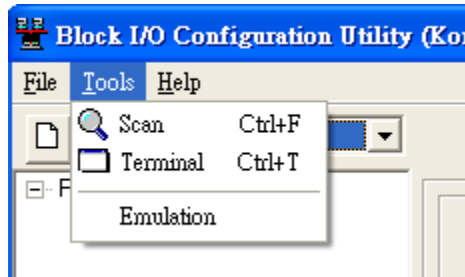 Block I/O Configuration Utility (Ko
File Tools Help
Scan Ctrl+F
Terminal Ctrl+T
Emulation
F